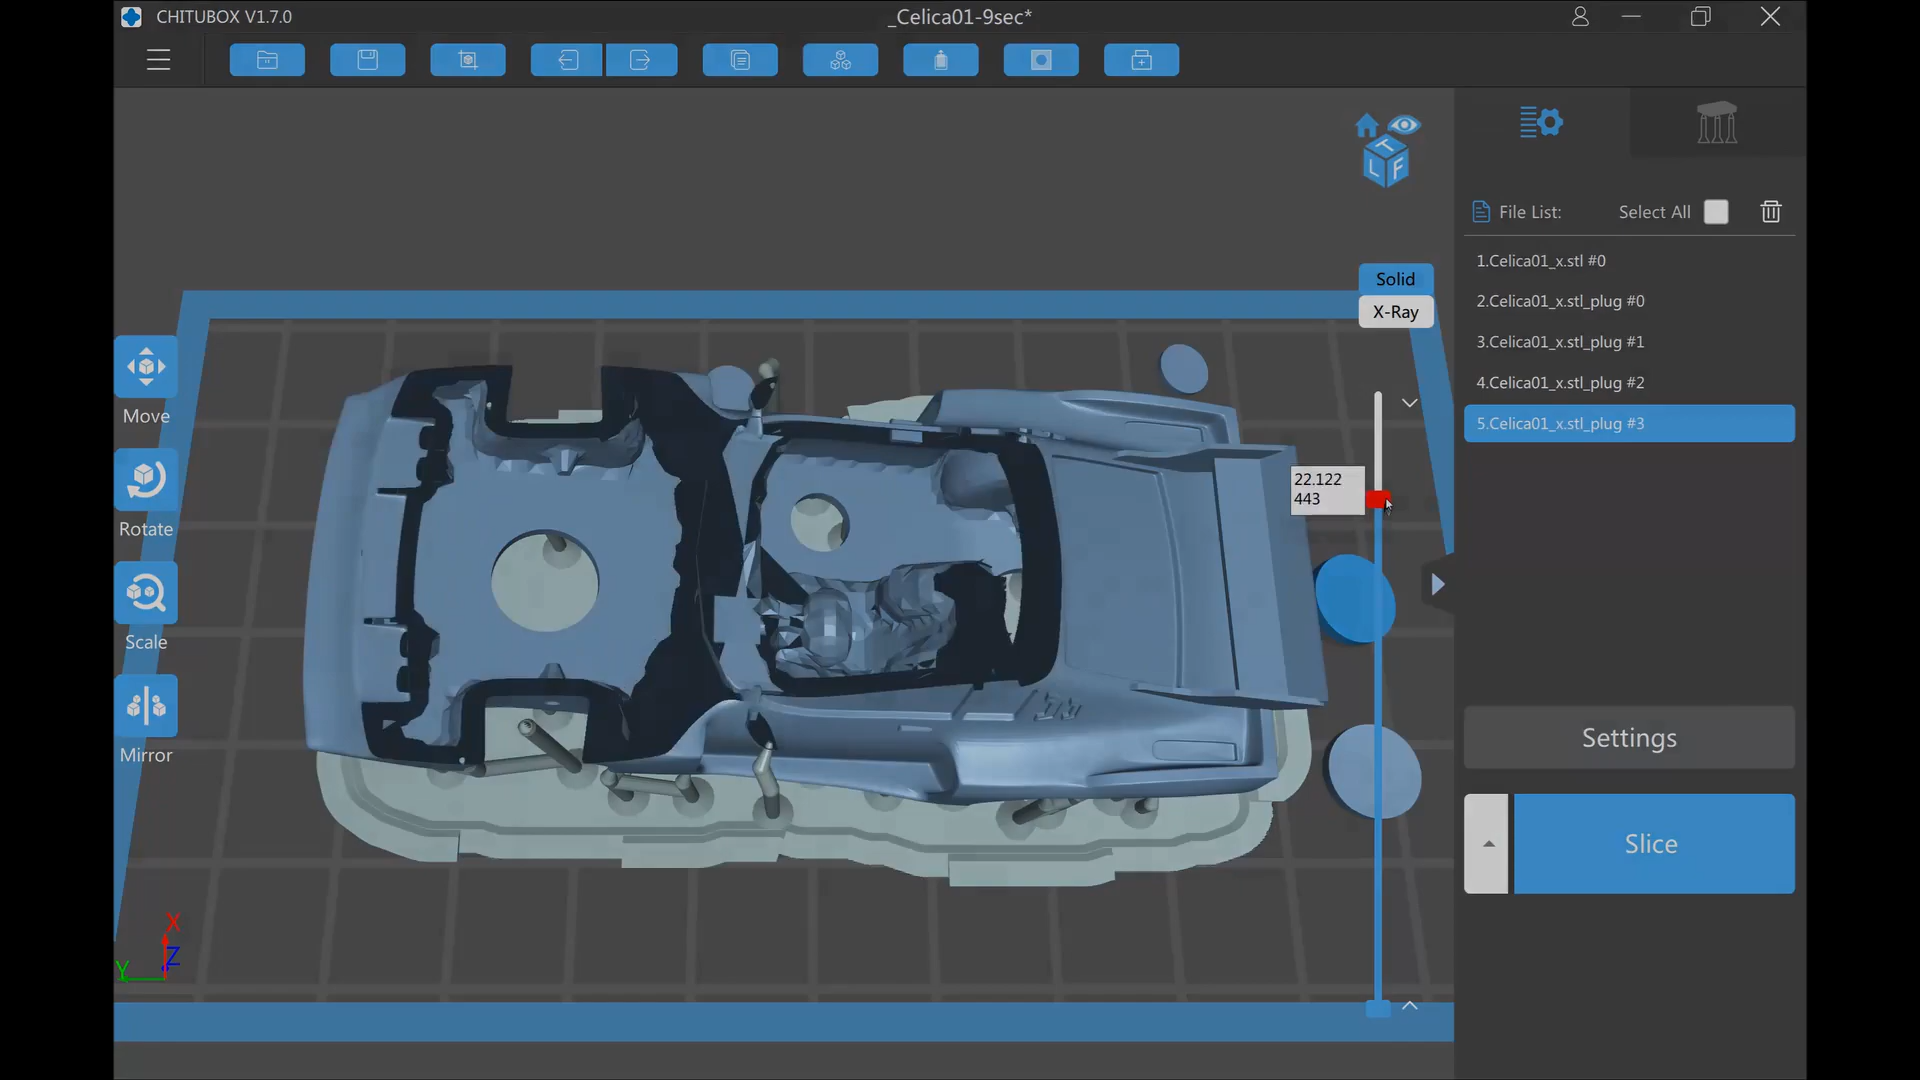 CHITUBOX V1.7.0
_Celica01-9sec*
T
L F
File List:
Select All
1.Celica01_x.stl #0
2.Celica01_x.stl_plug #0
3.Celica01_x.stl_plug #1
4.Celica01_x.stl_plug #2
5.Celica01_x.stl_plug #3
Solid
X-Ray
22.122
443
Move
Rotate
Scale
Mirror
Settings
Slice
X
Z
Y